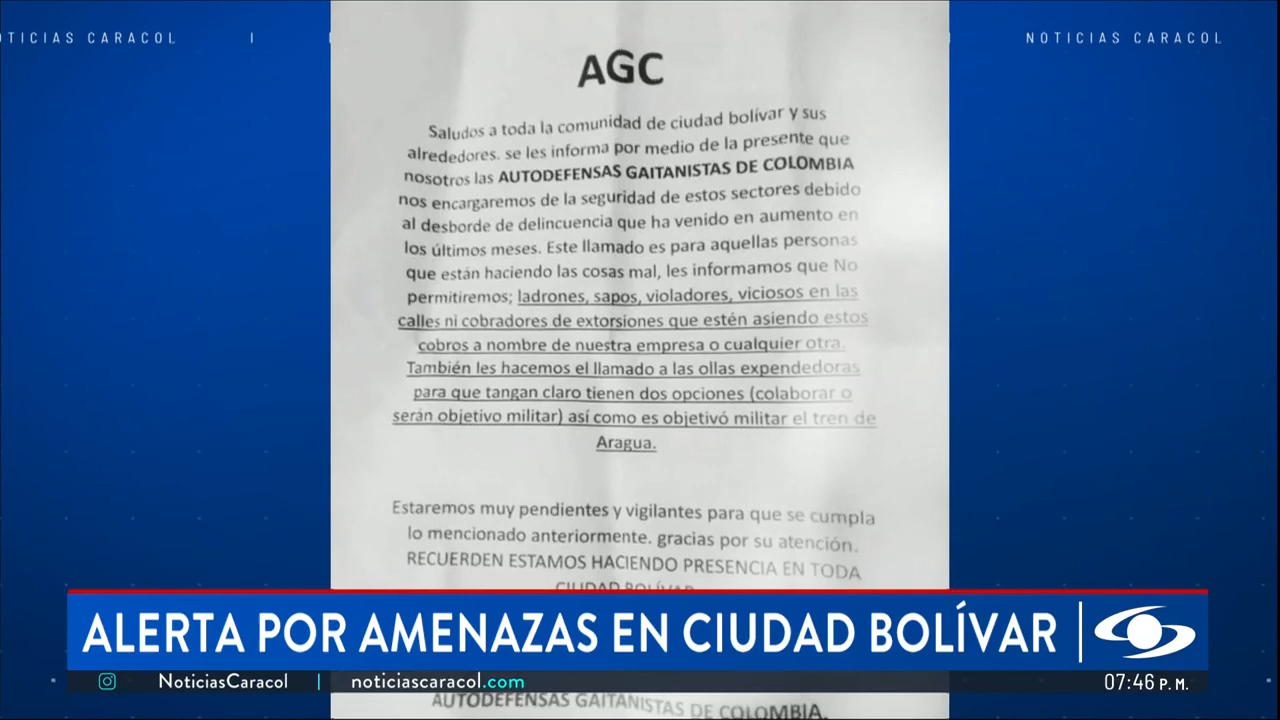 NOTICIAS CARACOL
NOTICIAS CARACOL
AGC
Saludos a toda la comunidad de ciudad bolívar y sus
alrededores. se les informa por medio de la presente que
nosotros las AUTODEFENSAS GAITANISTAS DE COLOMBIA
nos encargaremos de la seguridad de estos sectores debido
al desborde de delincuencia que ha venido en aumento en
los últimos meses. Este llamado es para aquellas personas
que están haciendo las cosas mal, les informamos que No
permitiremos; ladrones, sapos, violadores, viciosos en las
calles ni cobradores de extorsiones que estén asiendo estos
cobros a nombre de nuestra empresa o cualquier otra.
También les hacemos el llamado a las ollas expendedoras
para que tangan claro tienen dos opciones (colaborar o
serán objetivo militar) así como es objetivó militar el tren de
Aragua.
Estaremos muy pendientes y vigilantes para que se cumpla
lo mencionado anteriormente. gracias por su atención.
RECUERDEN ESTAMOS HACIENDO PRESENCIA EN TODA
CIUDAD BOLÍVAR
ALERTA POR AMENAZAS EN CIUDAD BOLÍVAR
NoticiasCaracol | noticiascaracol.com 07:46 P. M.
AUTODEFENSAS GAITANISTAS DE COLOMBIA.